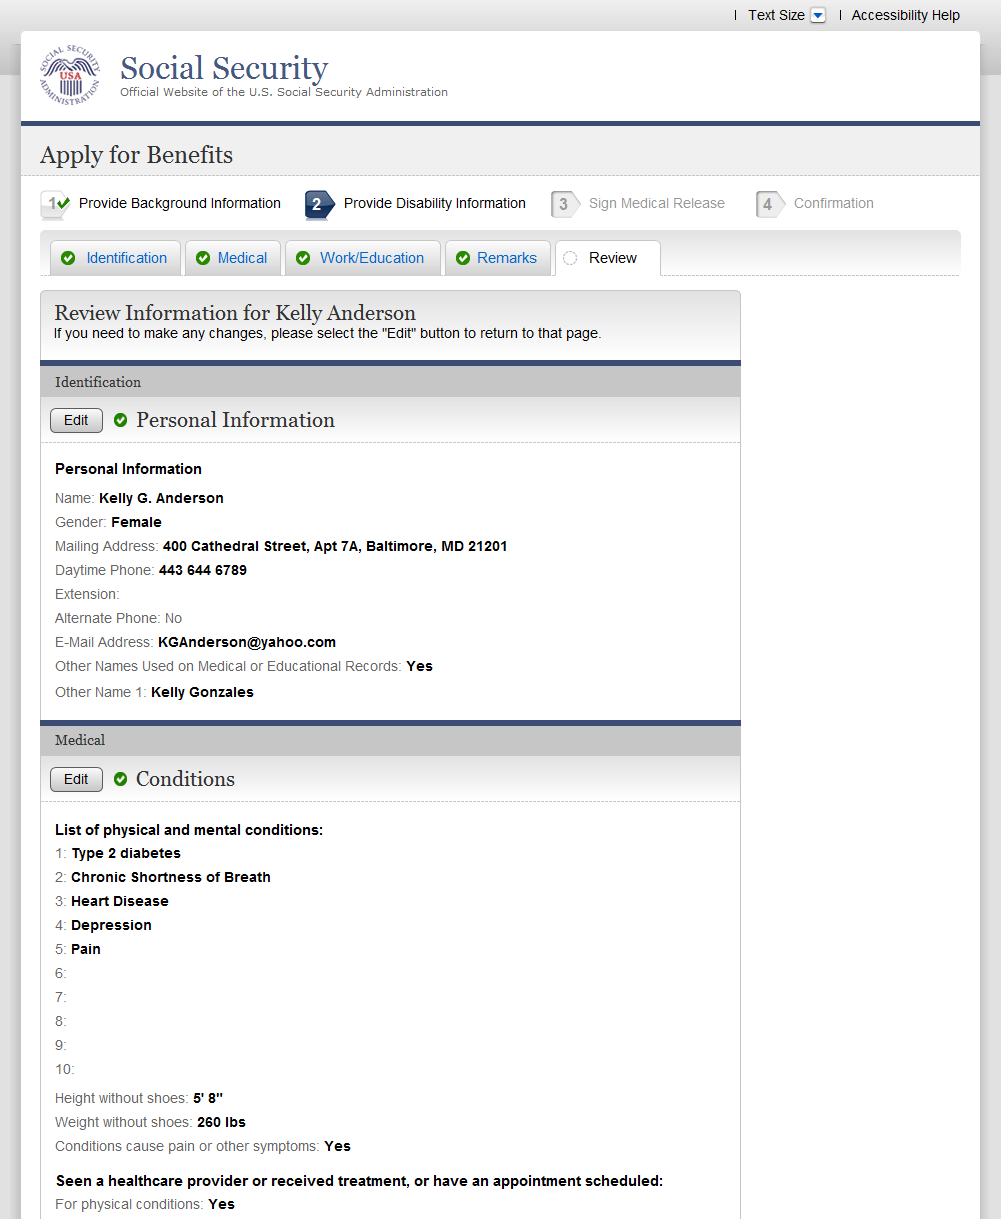 Text Size
Accessibility Help
SOCIAL SECURITY ADMINISTRATION
USA
Social Security
Official Website of the U.S. Social Security Administration
Apply for Benefits
1 Provide Background Information
2 Provide Disability Information
3 Sign Medical Release
4 Confirmation
Identification
Medical
Work/Education
Remarks
Review
Review Information for Kelly Anderson
If you need to make any changes, please select the "Edit" button to return to that page.
Identification
Edit Personal Information
Personal Information
Name: Kelly G. Anderson
Gender: Female
Mailing Address: 400 Cathedral Street, Apt 7A, Baltimore, MD 21201
Daytime Phone: 443 644 6789
Extension:
Alternate Phone: No
E-Mail Address: KGAnderson@yahoo.com
Other Names Used on Medical or Educational Records: Yes
Other Name 1: Kelly Gonzales
Medical
Edit Conditions
List of physical and mental conditions:
1: Type 2 diabetes
2: Chronic Shortness of Breath
3: Heart Disease
4: Depression
5: Pain
6:
7:
8:
9:
10:
Height without shoes: 5' 8"
Weight without shoes: 260 lbs
Conditions cause pain or other symptoms: Yes
Seen a healthcare provider or received treatment, or have an appointment scheduled:
For physical conditions: Yes